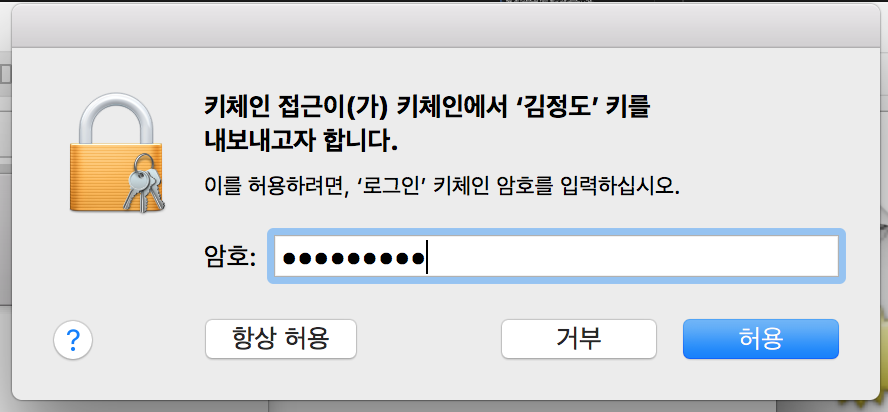 키체인 접근이(가) 키체인에서 ‘김정도’ 키를
내보내고자 합니다.
이를 허용하려면, ‘로그인’ 키체인 암호를 입력하십시오.
암호: ●●●●●●●●●
?
항상 허용
거부
허용